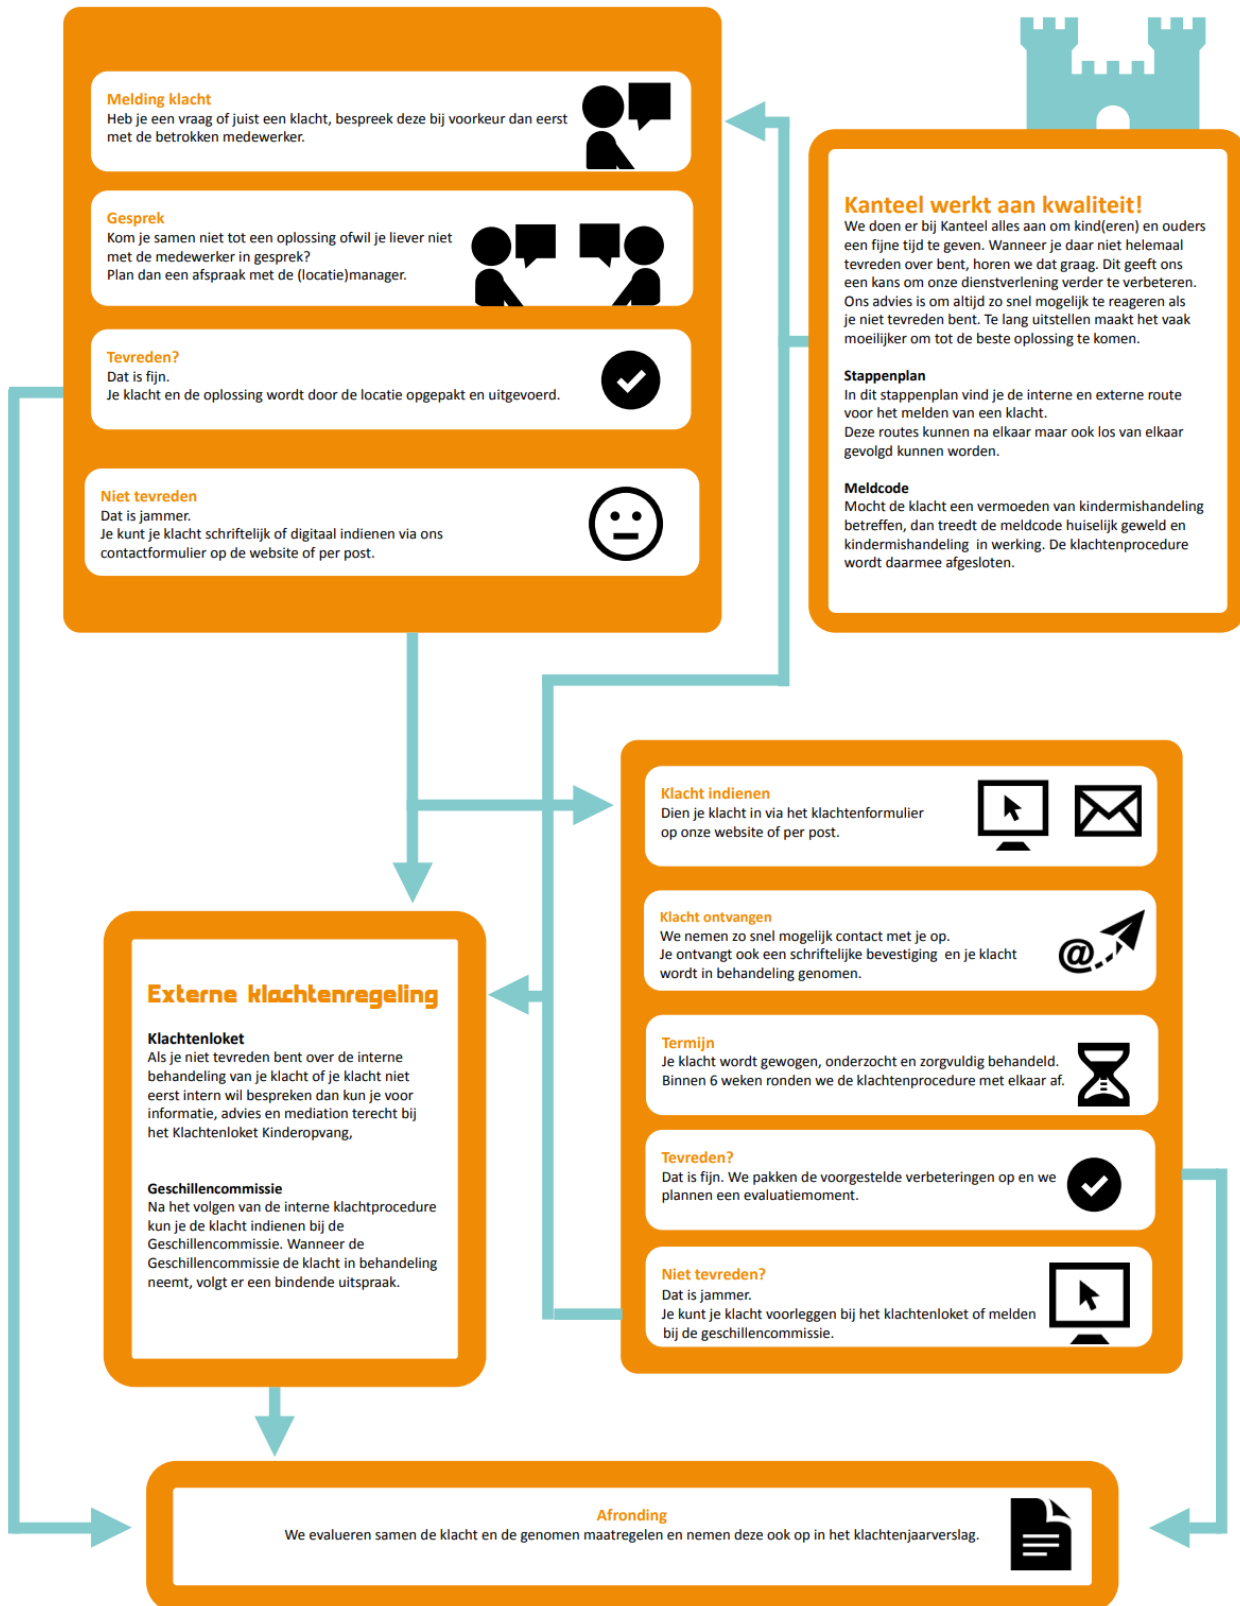 Melding klacht
Heb je een vraag of juist een klacht, bespreek deze bij voorkeur dan eerst
met de betrokken medewerker.
Gesprek
Kom je samen niet tot een oplossing ofwil je liever niet
met de medewerker in gesprek?
Plan dan een afspraak met de (locatie)manager.
Tevreden?
Dat is fijn.
Je klacht en de oplossing wordt door de locatie opgepakt en uitgevoerd.
Niet tevreden
Dat is jammer.
Je kunt je klacht schriftelijk of digitaal indienen via ons
contactformulier op de website of per post.
Kanteel werkt aan kwaliteit!
We doen er bij Kanteel alles aan om kind(eren) en ouders
een fijne tijd te geven. Wanneer je daar niet helemaal
tevreden over bent, horen we dat graag. Dit geeft ons
een kans om onze dienstverlening verder te verbeteren.
Ons advies is om altijd zo snel mogelijk te reageren als
je niet tevreden bent. Te lang uitstellen maakt het vaak
moeilijker om tot de beste oplossing te komen.
Stappenplan
In dit stappenplan vind je de interne en externe route
voor het melden van een klacht.
Deze routes kunnen na elkaar maar ook los van elkaar
gevolgd kunnen worden.
Meldcode
Mocht de klacht een vermoeden van kindermishandeling
betreffen, dan treedt de meldcode huiselijk geweld en
kindermishandeling in werking. De klachtenprocedure
wordt daarmee afgesloten.
Klacht indienen
Dien je klacht in via het klachtenformulier
op onze website of per post.
Klacht ontvangen
We nemen zo snel mogelijk contact met je op.
Je ontvangt ook een schriftelijke bevestiging en je klacht
wordt in behandeling genomen.
@
Termijn
Je klacht wordt gewogen, onderzocht en zorgvuldig behandeld.
Binnen 6 weken ronden we de klachtenprocedure met elkaar af.
Tevreden?
Dat is fijn. We pakken de voorgestelde verbeteringen op en we
plannen een evaluatiemoment.
Niet tevreden?
Dat is jammer.
Je kunt je klacht voorleggen bij het klachtenloket of melden
bij de geschillencommissie.
Externe klachtenregeling
Klachtenloket
Als je niet tevreden bent over de interne
behandeling van je klacht of je klacht niet
eerst intern wil bespreken dan kun je voor
informatie, advies en mediation terecht bij
het Klachtenloket Kinderopvang,
Geschillencommissie
Na het volgen van de interne klachtprocedure
kun je de klacht indienen bij de
Geschillencommissie. Wanneer de
Geschillencommissie de klacht in behandeling
neemt, volgt er een bindende uitspraak.
Afronding
We evalueren samen de klacht en de genomen maatregelen en nemen deze ook op in het klachtenjaarverslag.